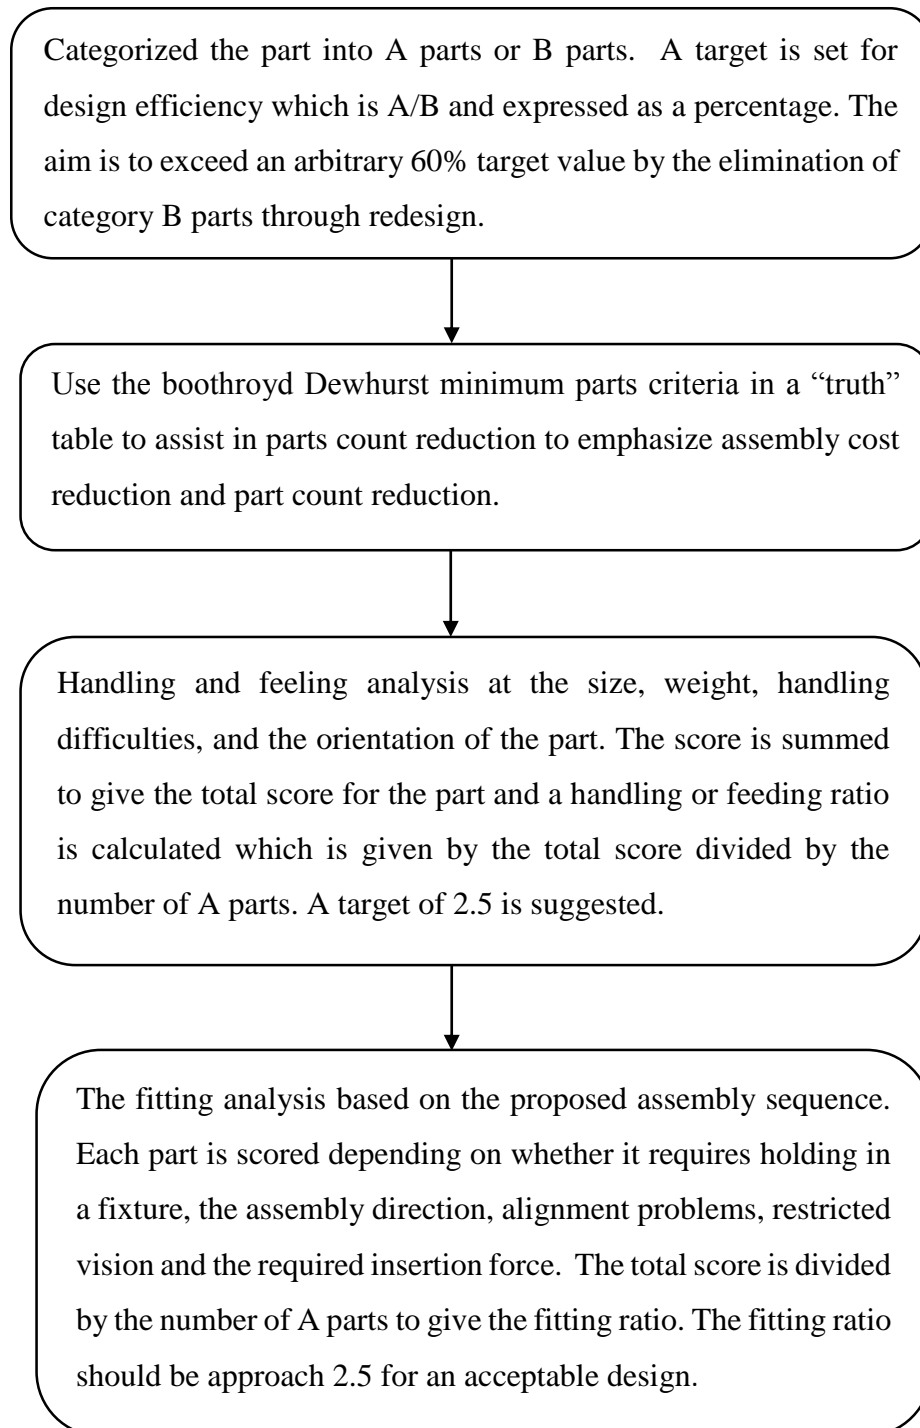 Categorized the part into A parts or B parts. A target is set for
design efficiency which is A/B and expressed as a percentage. The
aim is to exceed an arbitrary 60% target value by the elimination of
category B parts through redesign.
Use the boothroyd Dewhurst minimum parts criteria in a “truth”
table to assist in parts count reduction to emphasize assembly cost
reduction and part count reduction.
Handling and feeling analysis at the size, weight, handling
difficulties, and the orientation of the part. The score is summed
to give the total score for the part and a handling or feeding ratio
is calculated which is given by the total score divided by the
number of A parts. A target of 2.5 is suggested.
The fitting analysis based on the proposed assembly sequence.
Each part is scored depending on whether it requires holding in
a fixture, the assembly direction, alignment problems, restricted
vision and the required insertion force. The total score is divided
by the number of A parts to give the fitting ratio. The fitting ratio
should be approach 2.5 for an acceptable design.